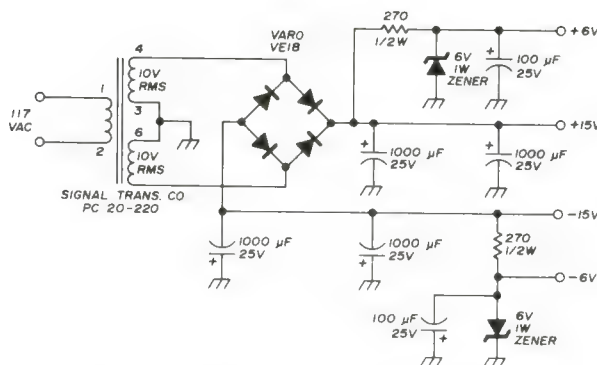 117
VAC
1
2
4
10V
RMS
3
6
10V
RMS
SIGNAL TRANS. CO
PC 20-220
VARO
VE18
270
1/2W
+
6V
1W
ZENER
100 µF
25V
+6V
+
1000 µF
25V
+
1000 µF
25V
+15V
+
1000 µF
25V
+
1000 µF
25V
-15V
270
1/2W
-6V
100 µF
25V
+
6V
1W
ZENER